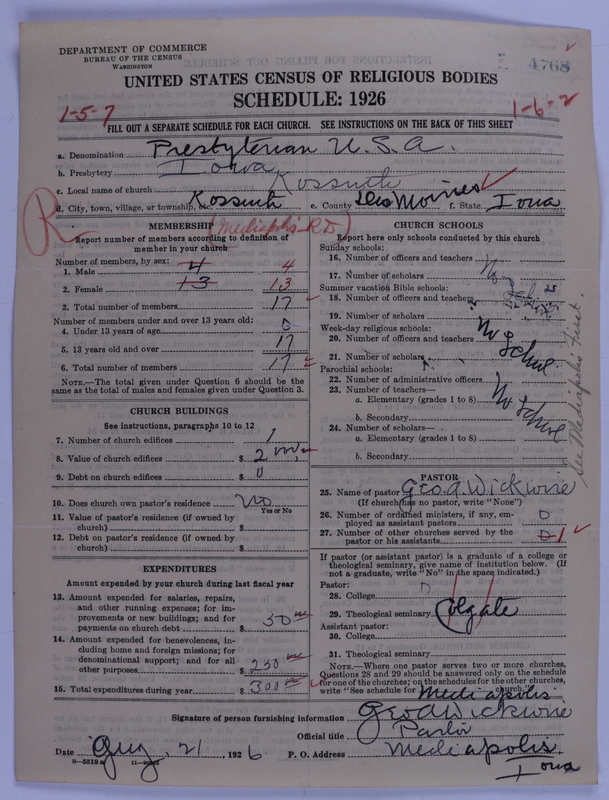 DEPARTMENT OF COMMERCE
BUREAU OF THE CENSUS
WASHINGTON
4768
UNITED STATES CENSUS OF RELIGIOUS BODIES
SCHEDULE: 1926
1-5-7
1-6-2
FILL OUT A SEPARATE SCHEDULE FOR EACH CHURCH. SEE INSTRUCTIONS ON THE BACK OF THIS SHEET
a. Denomination Presbyterian U.S.A.
b. Presbytery Iowa
c. Local name of church Kossuth
d. City, town, village, or township, or Kossuth e. County Des Moines f. State Iowa
R
(Mediapolis R.D.)
MEMBERSHIP
Report number of members according to definition of
member in your church
Number of members, by sex:
1. Male 4 4
2. Female 13 13
3. Total number of members 17
Number of members under and over 13 years old:
4. Under 13 years of age 0
5. 13 years old and over 17
6. Total number of members 17
NOTE.—The total given under Question 6 should be the
same as the total of males and females given under Question 3.
CHURCH BUILDINGS
See instructions, paragraphs 10 to 12
7. Number of church edifices 1
8. Value of church edifices $ 2000
9. Debt on church edifices $ 0
10. Does church own pastor's residence No
Yes or No
11. Value of pastor's residence (if owned by
church) $
12. Debt on pastor's residence (if owned by
church) $
EXPENDITURES
Amount expended by your church during last fiscal year
13. Amount expended for salaries, repairs,
and other running expenses; for im-
provements or new buildings; and for
payments on church debt $ 50
14. Amount expended for benevolences, in-
cluding home and foreign missions; for
denominational support; and for all
other purposes $ 250
15. Total expenditures during year $ 300
CHURCH SCHOOLS
Report here only schools conducted by this church
Sunday schools:
16. Number of officers and teachers No
17. Number of scholars School
Summer vacation Bible schools:
18. Number of officers and teachers
19. Number of scholars
Week-day religious schools:
20. Number of officers and teachers No
21. Number of scholars School
Parochial schools:
22. Number of administrative officers No
23. Number of teachers—
a. Elementary (grades 1 to 8) School
b. Secondary
24. Number of scholars—
a. Elementary (grades 1 to 8)
b. Secondary
See Mediapolis First.
PASTOR
25. Name of pastor Geo. A. Wickwire
(If church has no pastor, write "None")
26. Number of ordained ministers, if any, em-
ployed as assistant pastors 0
27. Number of other churches served by the
pastor or his assistants 0 1
If pastor (or assistant pastor) is a graduate of a college or
theological seminary, give name of institution below. (If
not a graduate, write "No" in the space indicated.)
Pastor:
28. College
29. Theological seminary Colgate
Assistant pastor:
30. College
31. Theological seminary
NOTE.—Where one pastor serves two or more churches,
Questions 28 and 29 should be answered only on the schedule
for one of the churches; on the schedules for the other churches,
write "See schedule for Mediapolis church."
Signature of person furnishing information Geo A Wickwire
Official title Pastor
Date Aug 21 1926 P. O. Address Mediapolis
Iowa